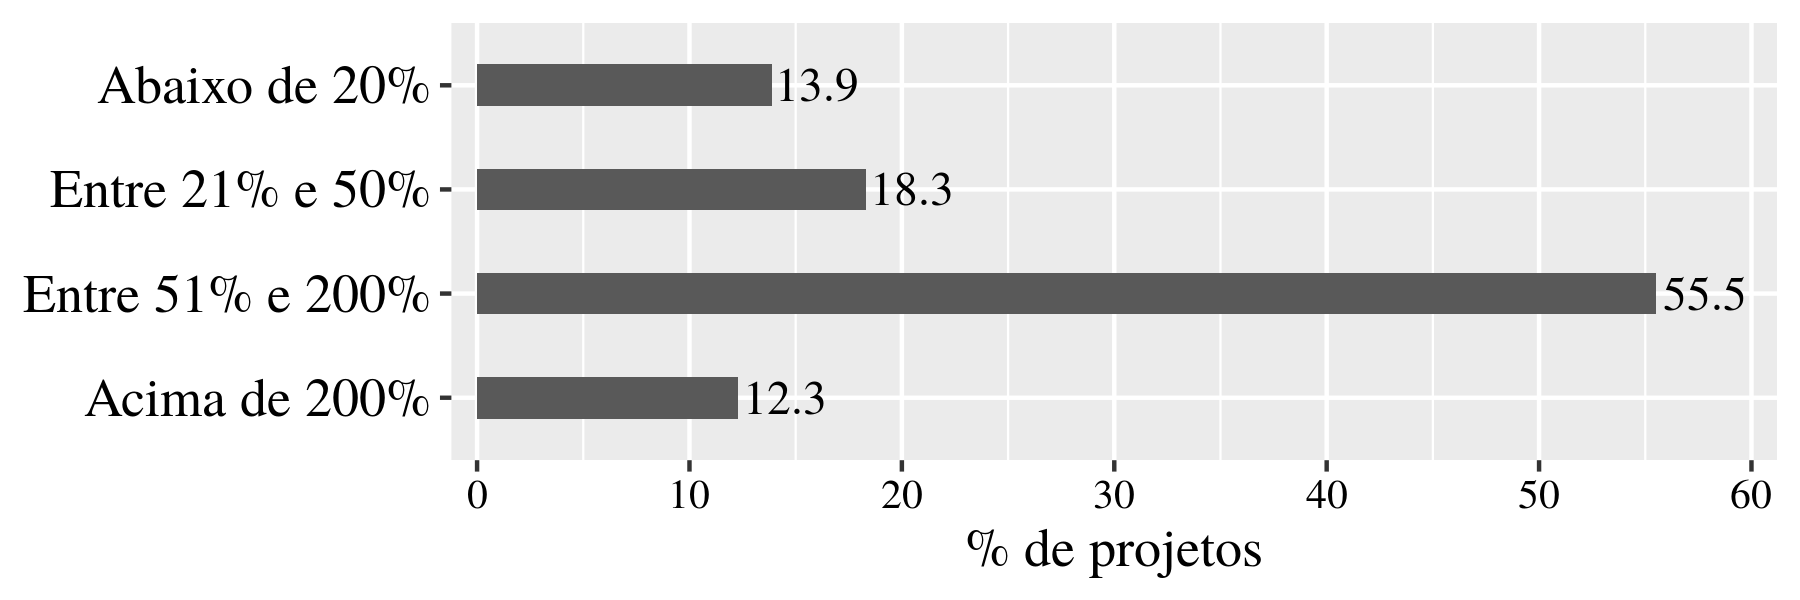 Abaixo de 20% 13.9
Entre 21% e 50% 18.3
Entre 51% e 200% 55.5
Acima de 200% 12.3
0 10 20 30 40 50 60
% de projetos